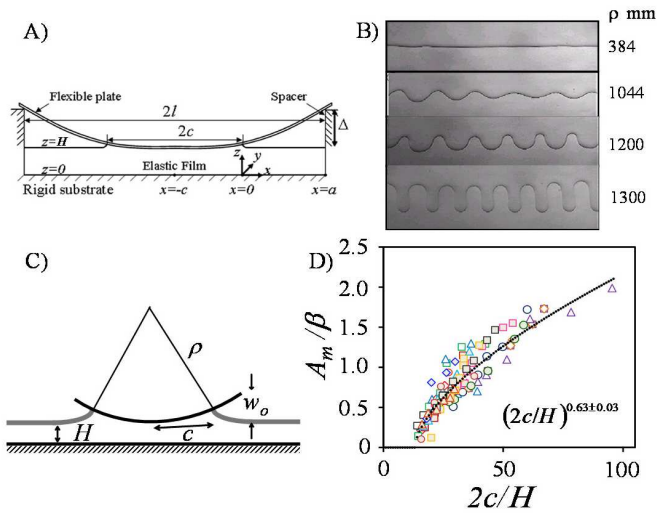 A)
Flexible plate
Spacer
2l
2c
Δ
z=H
z=0
Elastic Film
z
y
x
Rigid substrate
x=-c
x=0
x=a
B)
ρ mm
384
1044
1200
1300
C)
ρ
w_o
H
c
D)
A_m/β
2.5
2.0
1.5
1.0
0.5
0
(2c/H)^0.63±0.03
0
50
100
2c/H